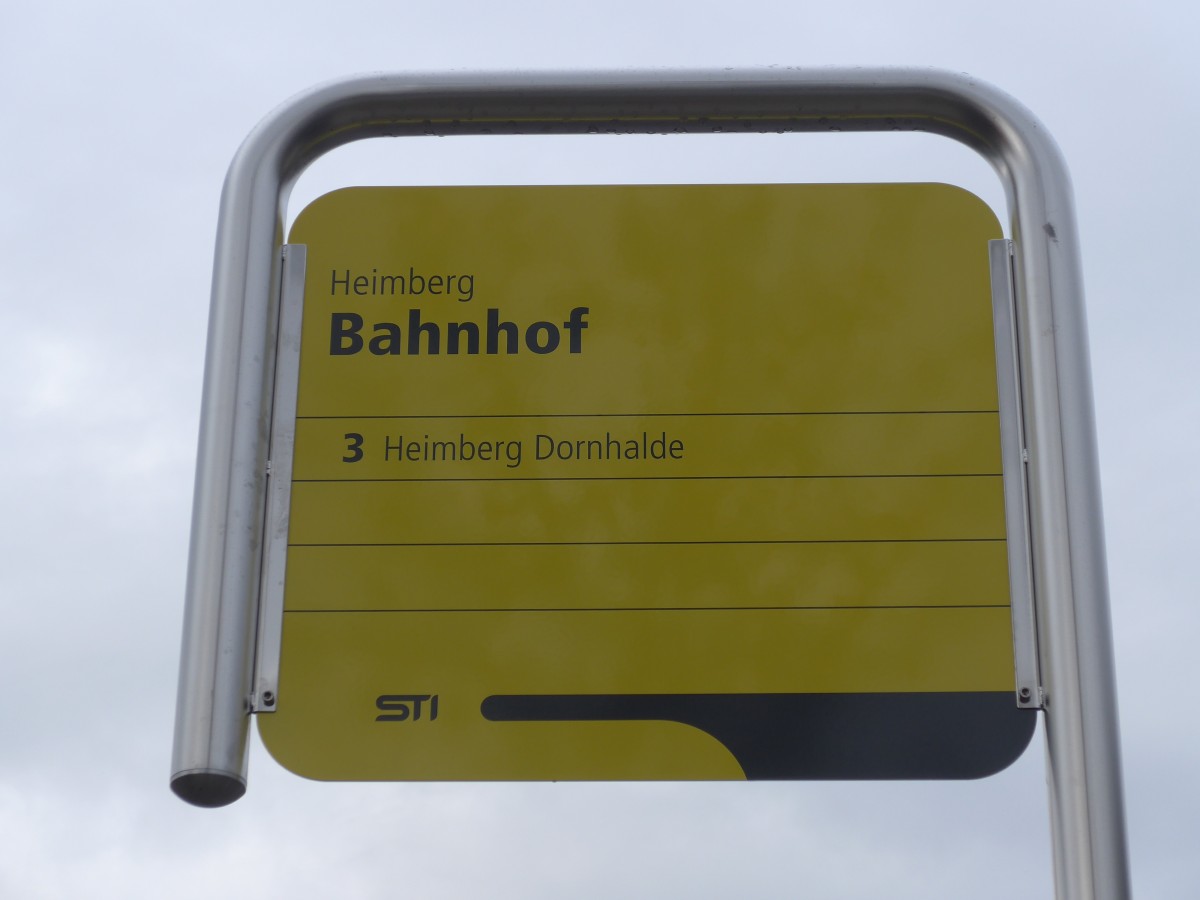 Heimberg
Bahnhof
3 Heimberg Dornhalde
STI